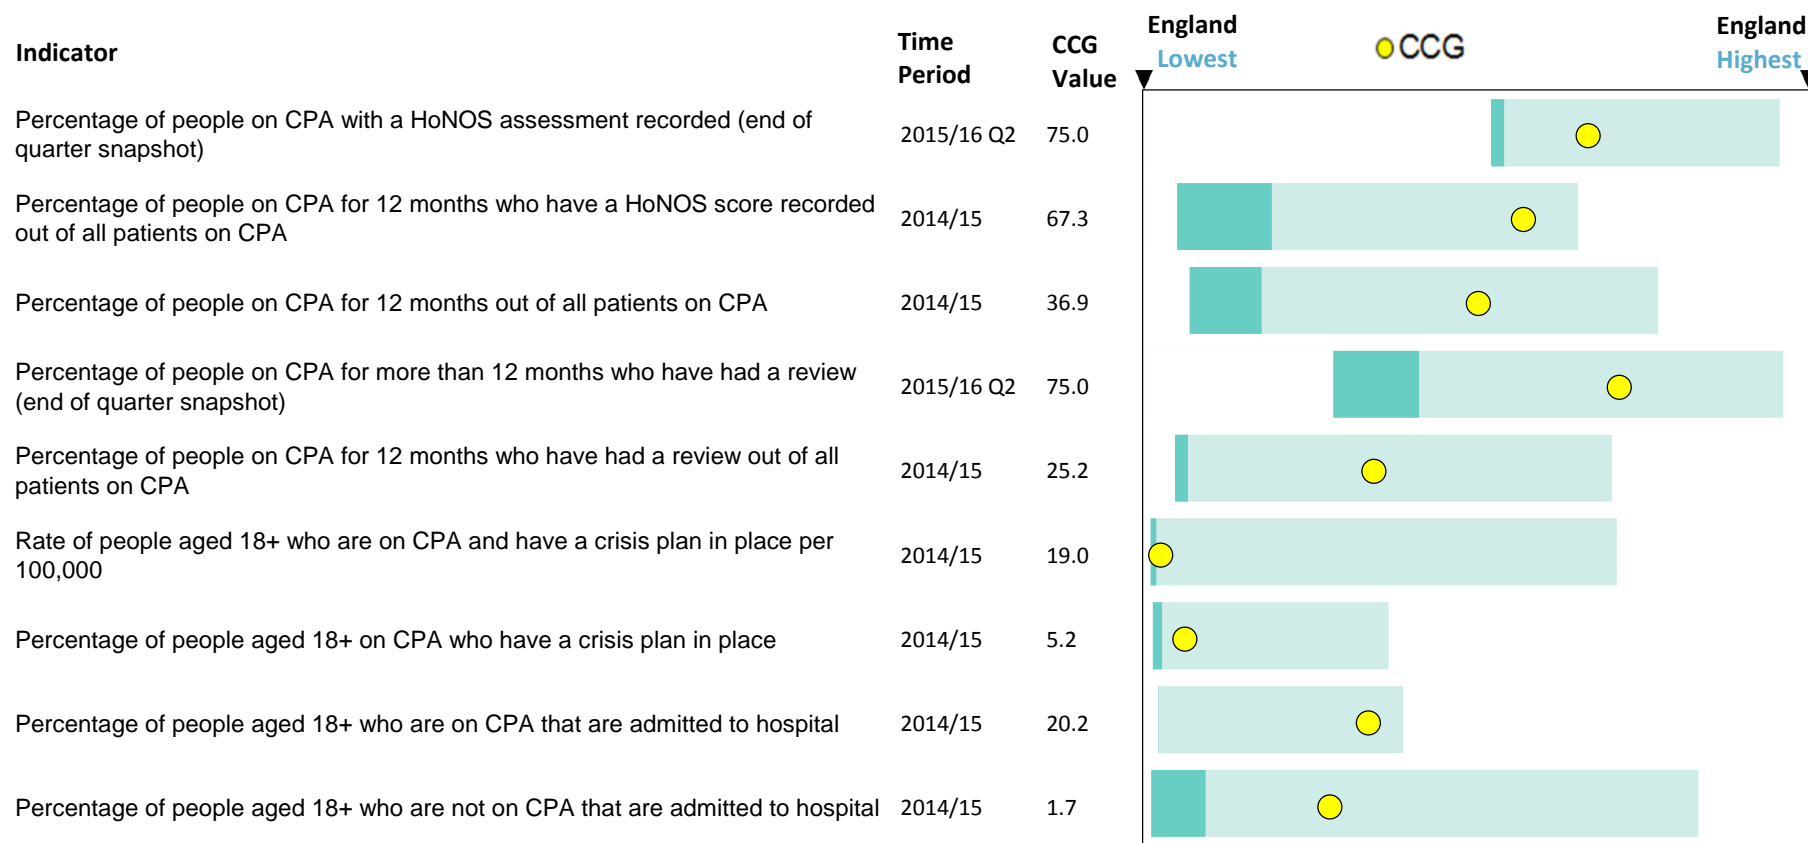 Indicator
Time
Period
CCG
Value
England
Lowest
CCG
England
Highest
Percentage of people on CPA with a HoNOS assessment recorded (end of
quarter snapshot)
2015/16 Q2
75.0
Percentage of people on CPA for 12 months who have a HoNOS score recorded
out of all patients on CPA
2014/15
67.3
Percentage of people on CPA for 12 months out of all patients on CPA
2014/15
36.9
Percentage of people on CPA for more than 12 months who have had a review
(end of quarter snapshot)
2015/16 Q2
75.0
Percentage of people on CPA for 12 months who have had a review out of all
patients on CPA
2014/15
25.2
Rate of people aged 18+ who are on CPA and have a crisis plan in place per
100,000
2014/15
19.0
Percentage of people aged 18+ on CPA who have a crisis plan in place
2014/15
5.2
Percentage of people aged 18+ who are on CPA that are admitted to hospital
2014/15
20.2
Percentage of people aged 18+ who are not on CPA that are admitted to hospital
2014/15
1.7